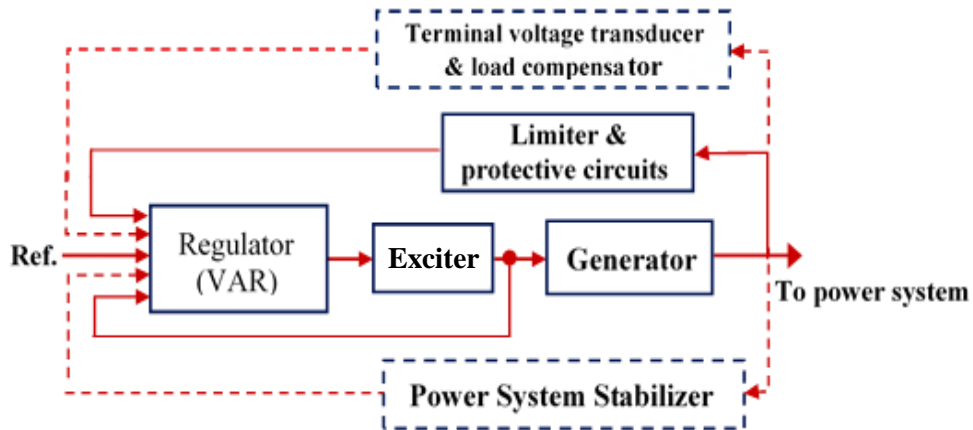 Terminal voltage transducer
& load compensator
Limiter &
protective circuits
Ref.
Regulator
(VAR)
Exciter
Generator
To power system
Power System Stabilizer